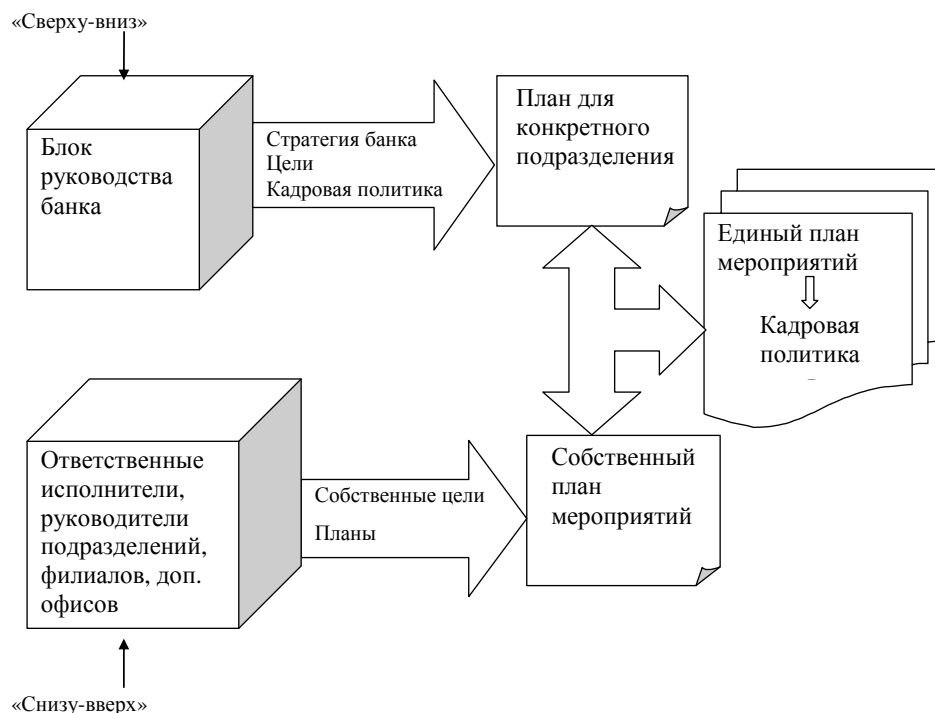 «Сверху-вниз»
Блок
руководства
банка
Стратегия банка
Цели
Кадровая политика
План для
конкретного
подразделения
Единый план
мероприятий
Кадровая
политика
Ответственные
исполнители,
руководители
подразделений,
филиалов, доп.
офисов
Собственные цели
Планы
Собственный
план
мероприятий
«Снизу-вверх»